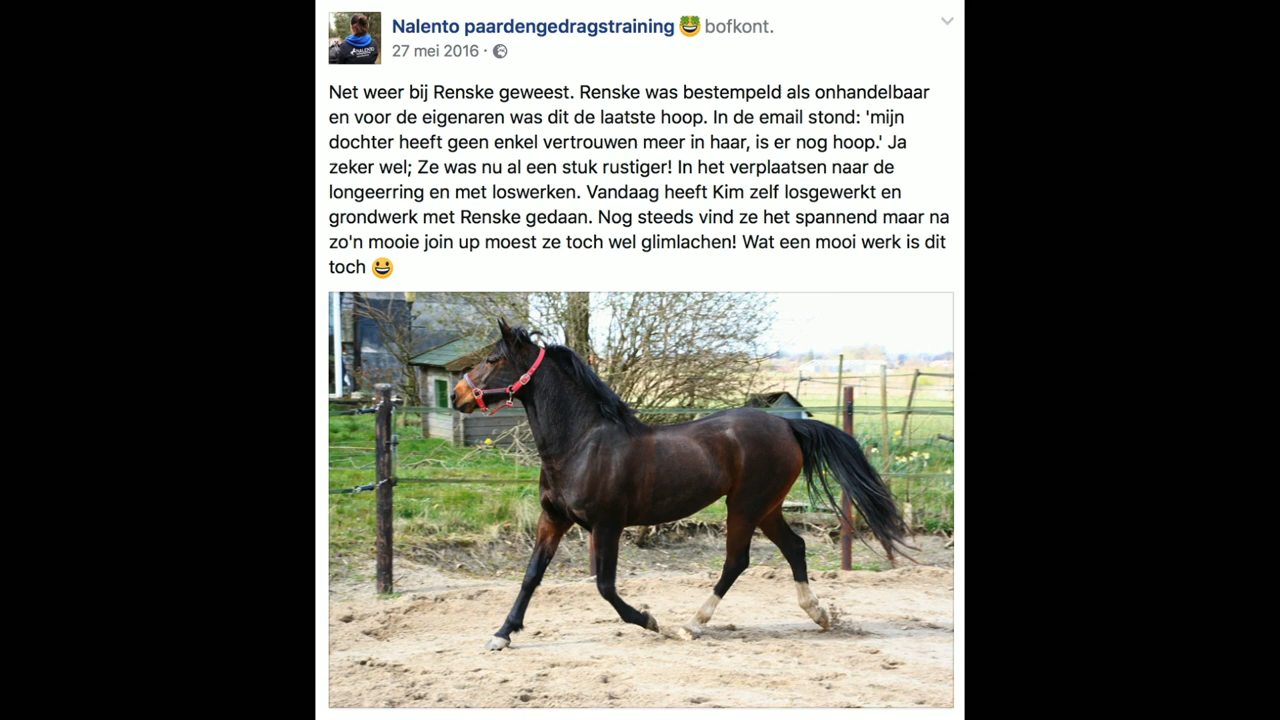 Nalento paardengedragstraining 🤑 bofkont.
27 mei 2016 ·
Net weer bij Renske geweest. Renske was bestempeld als onhandelbaar
en voor de eigenaren was dit de laatste hoop. In de email stond: 'mijn
dochter heeft geen enkel vertrouwen meer in haar, is er nog hoop.' Ja
zeker wel; Ze was nu al een stuk rustiger! In het verplaatsen naar de
longeerring en met loswerken. Vandaag heeft Kim zelf losgewerkt en
grondwerk met Renske gedaan. Nog steeds vind ze het spannend maar na
zo'n mooie join up moest ze toch wel glimlachen! Wat een mooi werk is dit
toch 😀